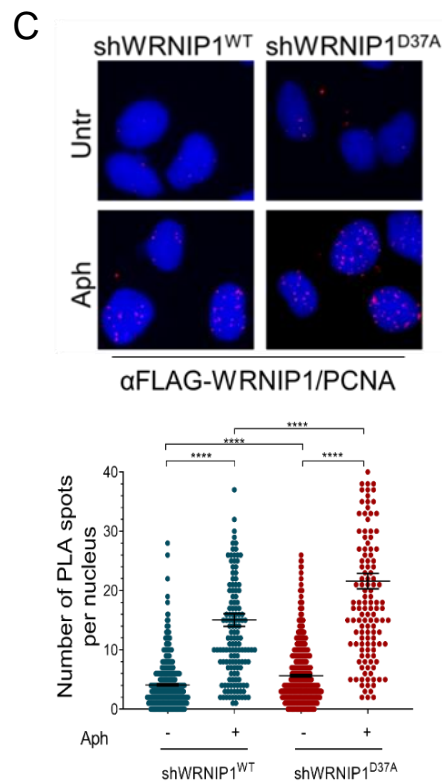 C
shWRNIP1WT shWRNIP1D37A
Untr
Aph
αFLAG-WRNIP1/PCNA
****
****
**** ****
Number of PLA spots
per nucleus
40
30
20
10
0
Aph - + - +
shWRNIP1WT shWRNIP1D37A